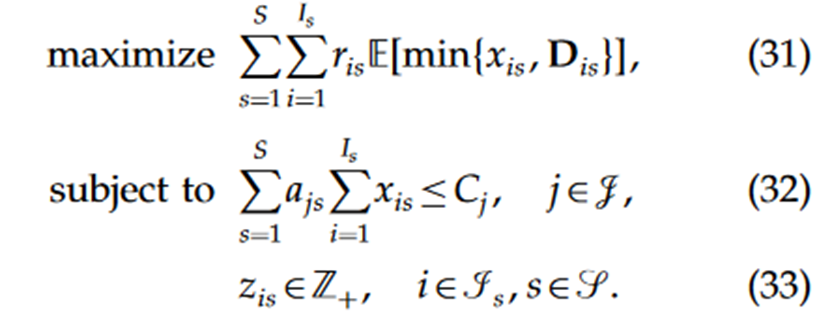 maximize \sum_{s=1}^{S} \sum_{i=1}^{I_s} r_{is} \mathbb{E}[\min\{x_{is}, \mathbf{D}_{is}\}], (31)
subject to \sum_{s=1}^{S} a_{js} \sum_{i=1}^{I_s} x_{is} \leq C_j, j \in \mathcal{J}, (32)
z_{is} \in \mathbb{Z}_+, i \in \mathcal{I}_s, s \in \mathcal{S}. (33)